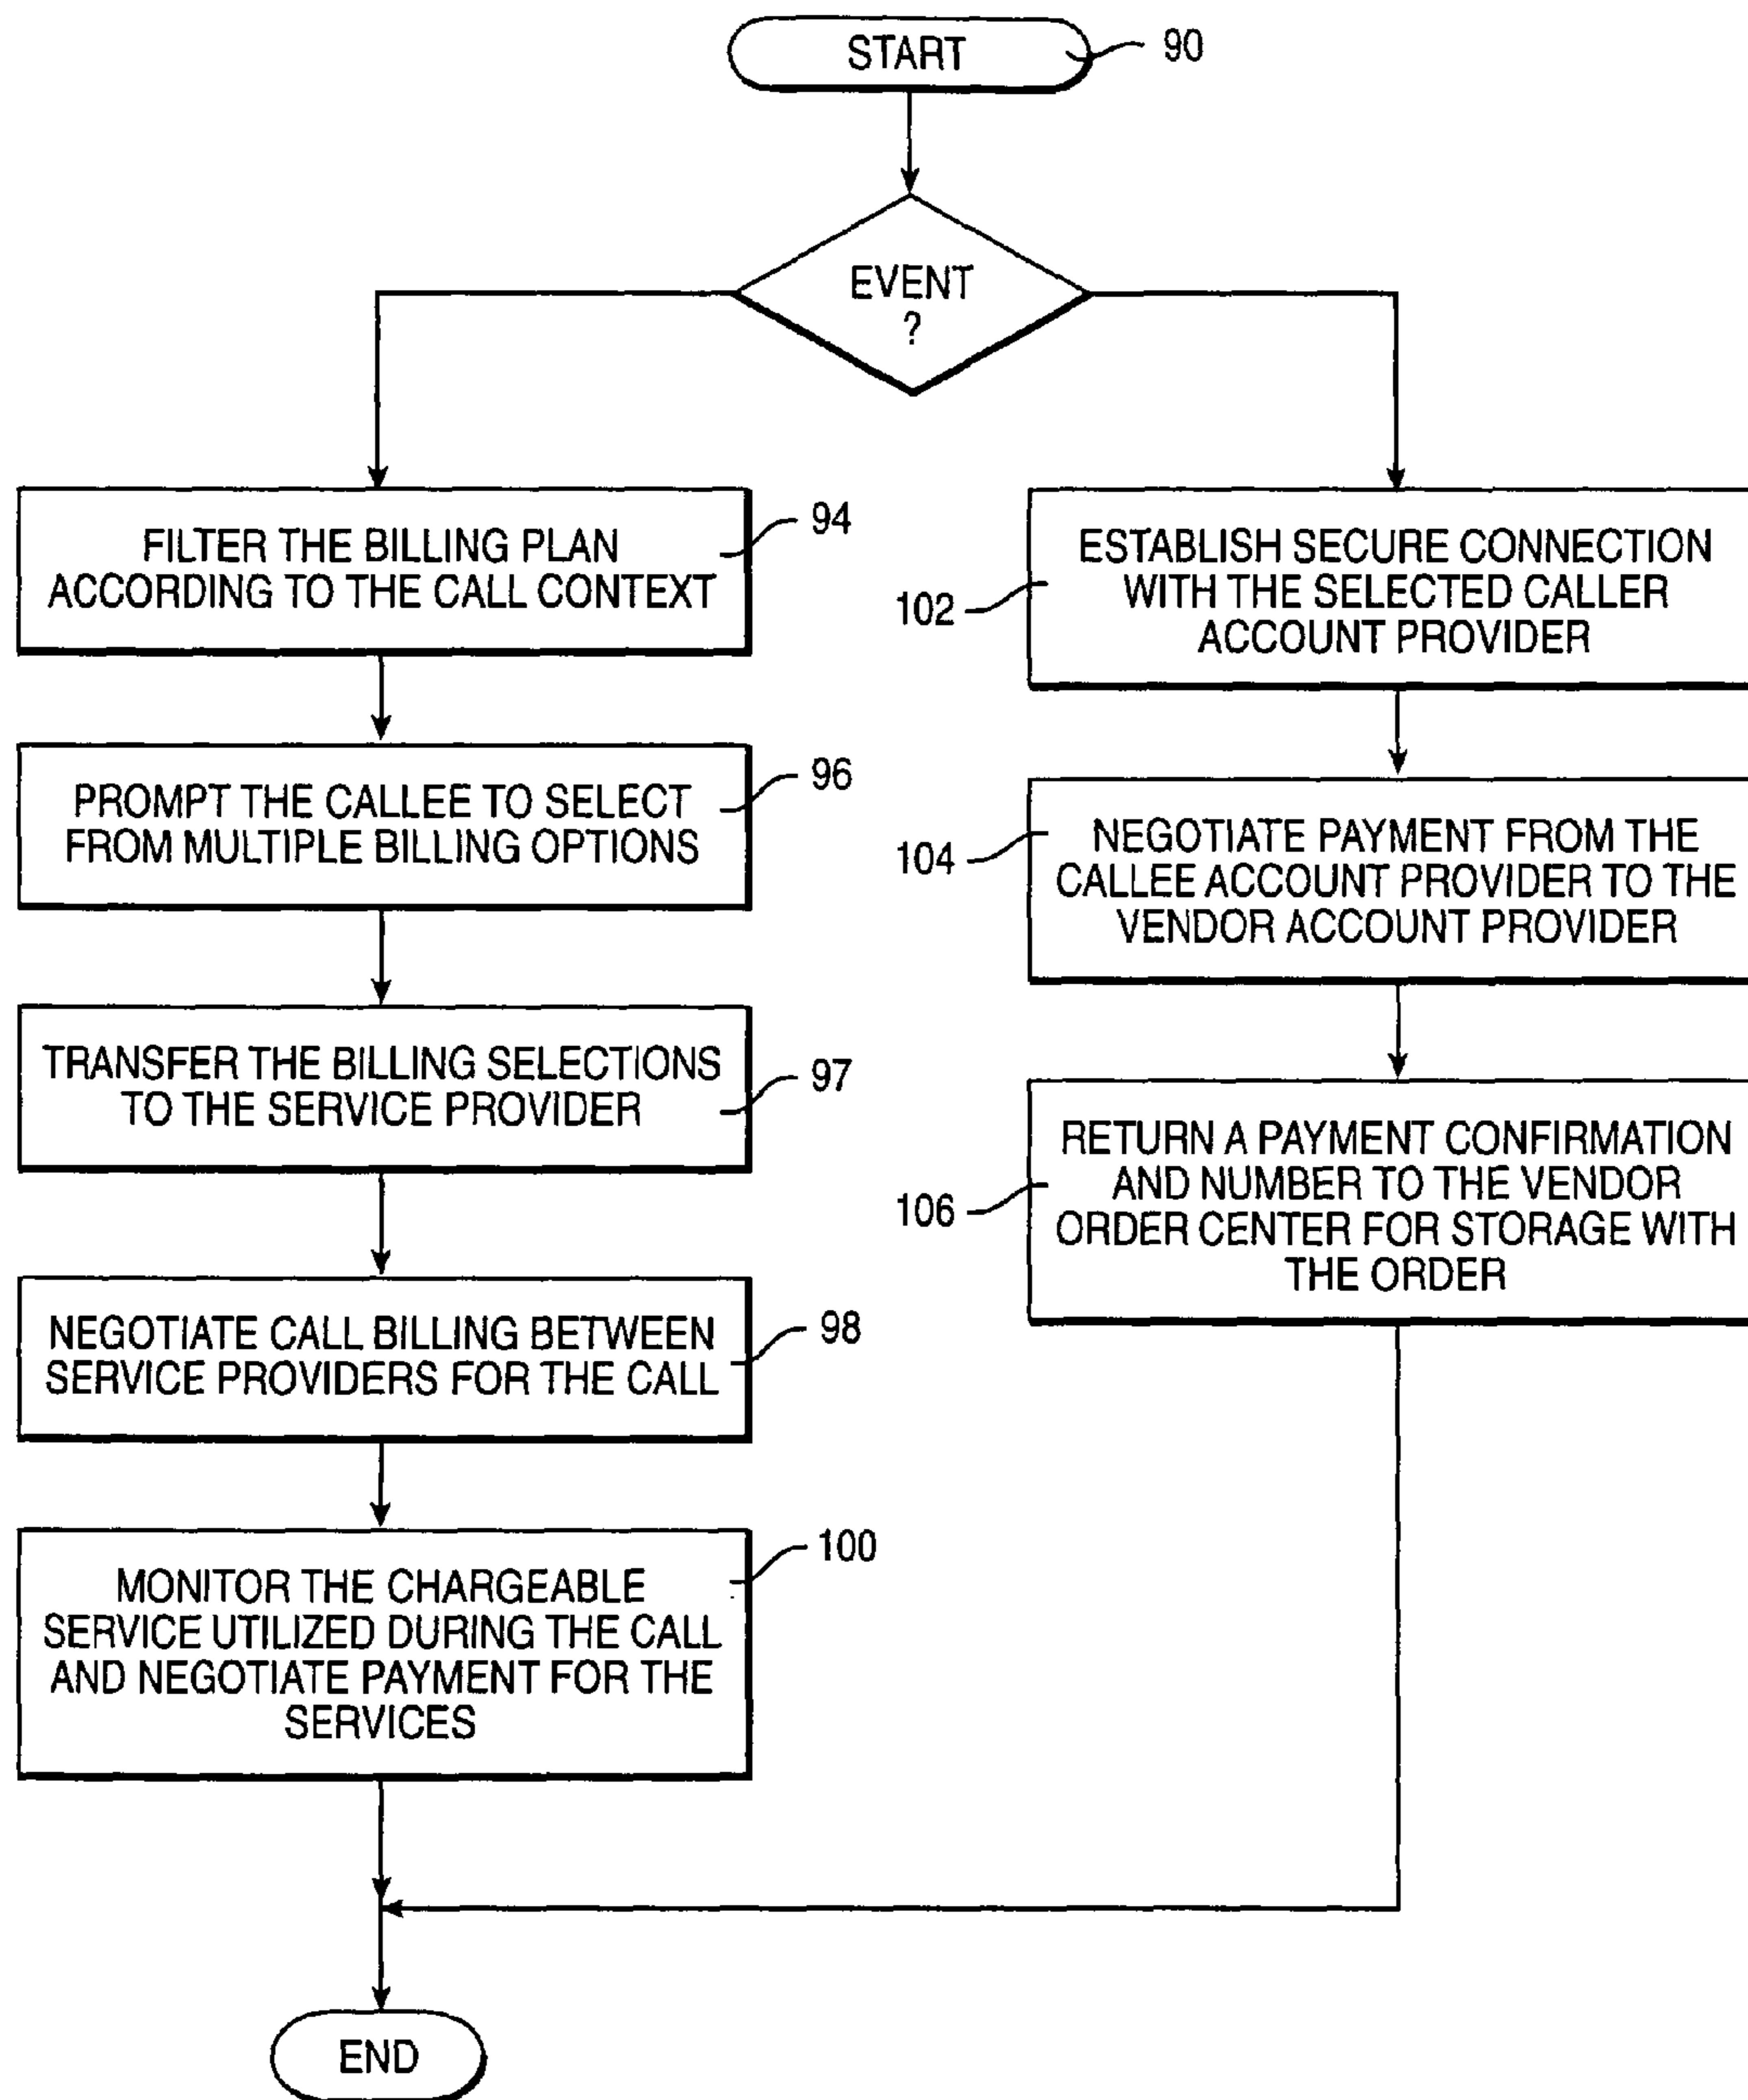 START
90
EVENT
?
FILTER THE BILLING PLAN
ACCORDING TO THE CALL CONTEXT
94
PROMPT THE CALLEE TO SELECT
FROM MULTIPLE BILLING OPTIONS
96
TRANSFER THE BILLING SELECTIONS
TO THE SERVICE PROVIDER
97
NEGOTIATE CALL BILLING BETWEEN
SERVICE PROVIDERS FOR THE CALL
98
MONITOR THE CHARGEABLE
SERVICE UTILIZED DURING THE CALL
AND NEGOTIATE PAYMENT FOR THE
SERVICES
100
ESTABLISH SECURE CONNECTION
WITH THE SELECTED CALLER
ACCOUNT PROVIDER
102
NEGOTIATE PAYMENT FROM THE
CALLEE ACCOUNT PROVIDER TO THE
VENDOR ACCOUNT PROVIDER
104
RETURN A PAYMENT CONFIRMATION
AND NUMBER TO THE VENDOR
ORDER CENTER FOR STORAGE WITH
THE ORDER
106
END